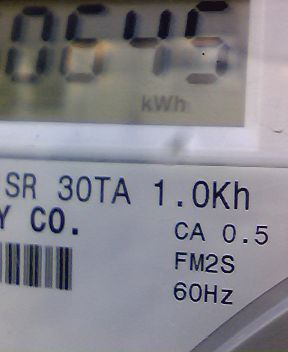 0645
kWh
SR 30TA 1.0Kh
Y CO.
CA 0.5
FM2S
60Hz